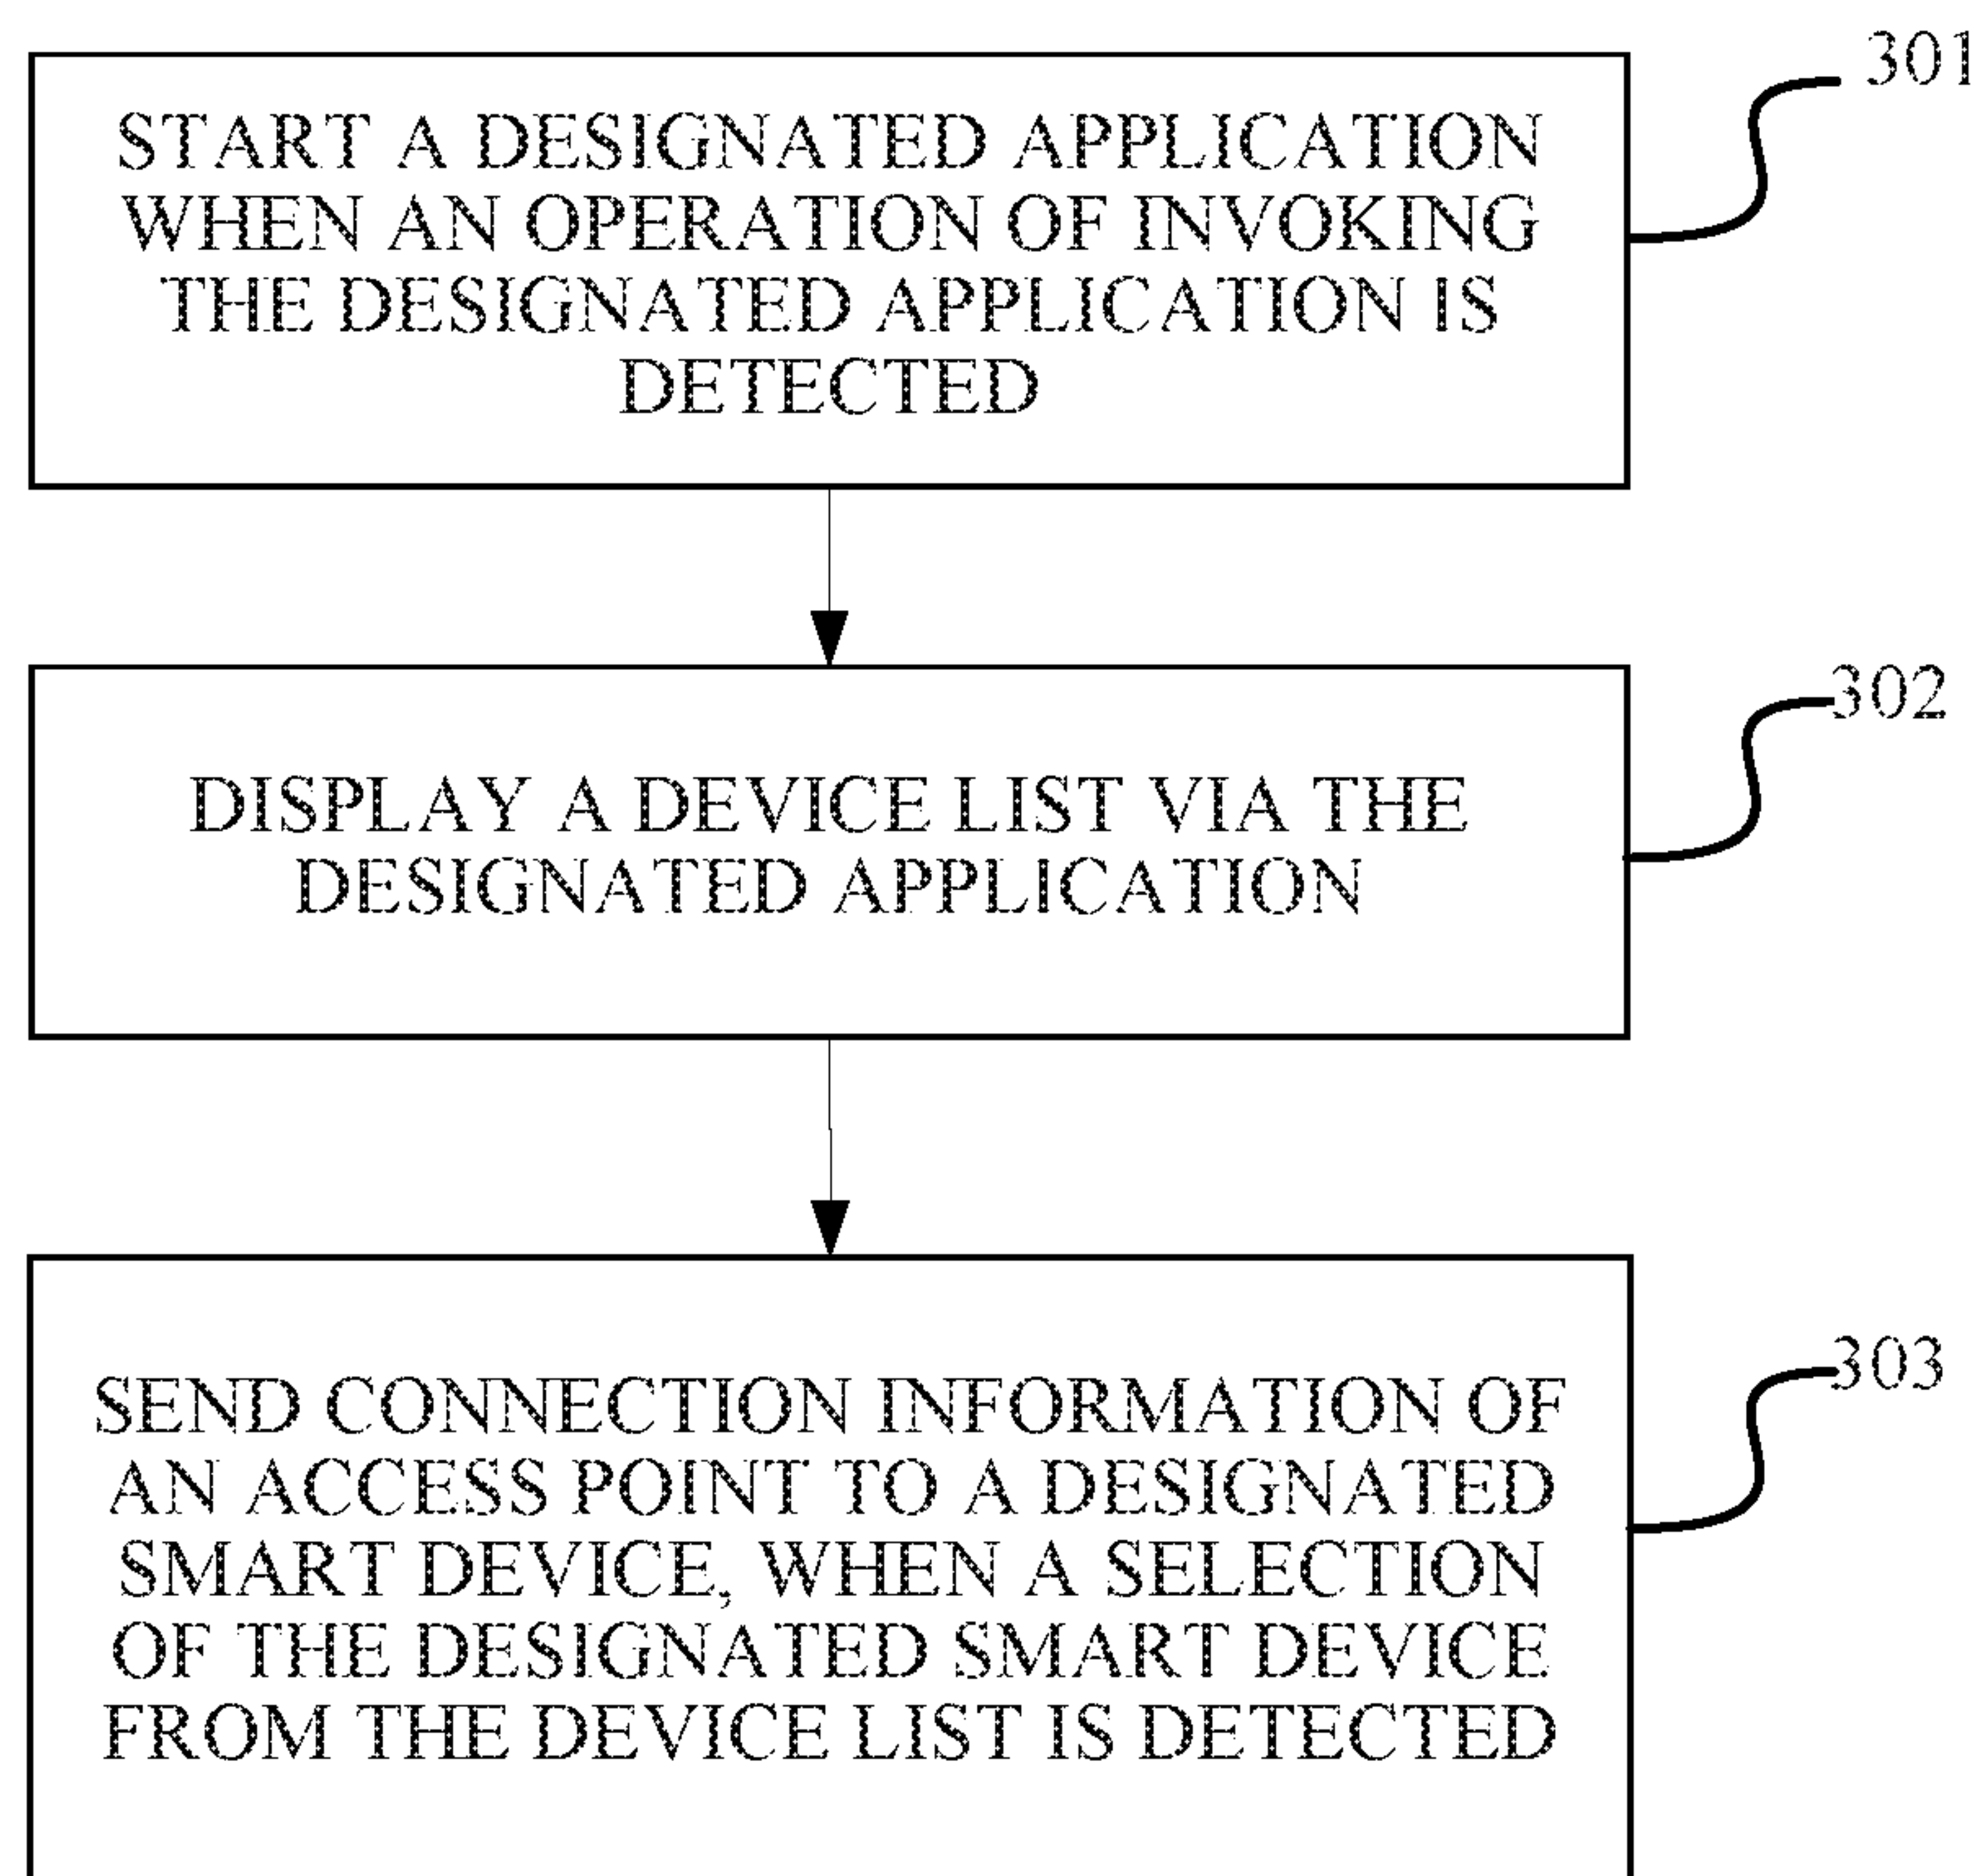 301
START A DESIGNATED APPLICATION
WHEN AN OPERATION OF INVOKING
THE DESIGNATED APPLICATION IS
DETECTED
302
DISPLAY A DEVICE LIST VIA THE
DESIGNATED APPLICATION
303
SEND CONNECTION INFORMATION OF
AN ACCESS POINT TO A DESIGNATED
SMART DEVICE, WHEN A SELECTION
OF THE DESIGNATED SMART DEVICE
FROM THE DEVICE LIST IS DETECTED